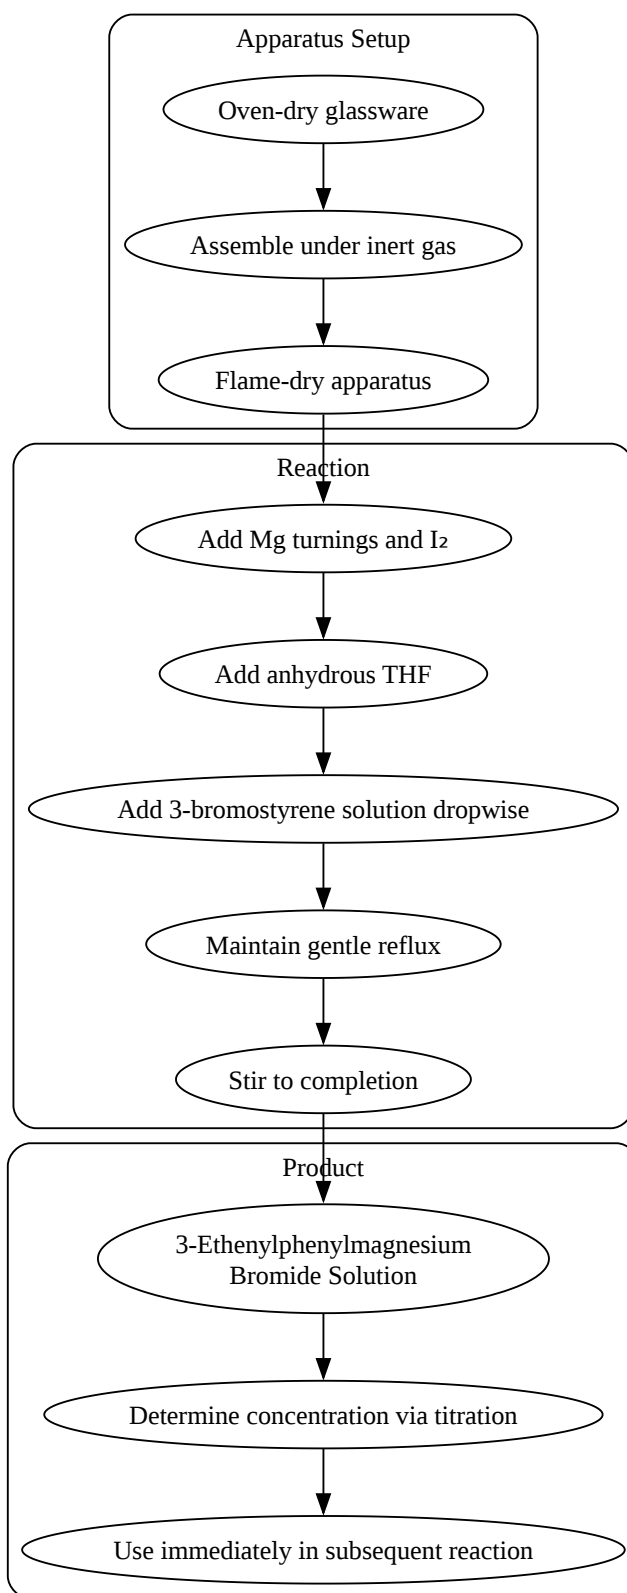 Apparatus Setup
Oven-dry glassware
Assemble under inert gas
Flame-dry apparatus
Reaction
Add Mg turnings and I₂
Add anhydrous THF
Add 3-bromostyrene solution dropwise
Maintain gentle reflux
Stir to completion
Product
3-Ethenylphenylmagnesium
Bromide Solution
Determine concentration via titration
Use immediately in subsequent reaction